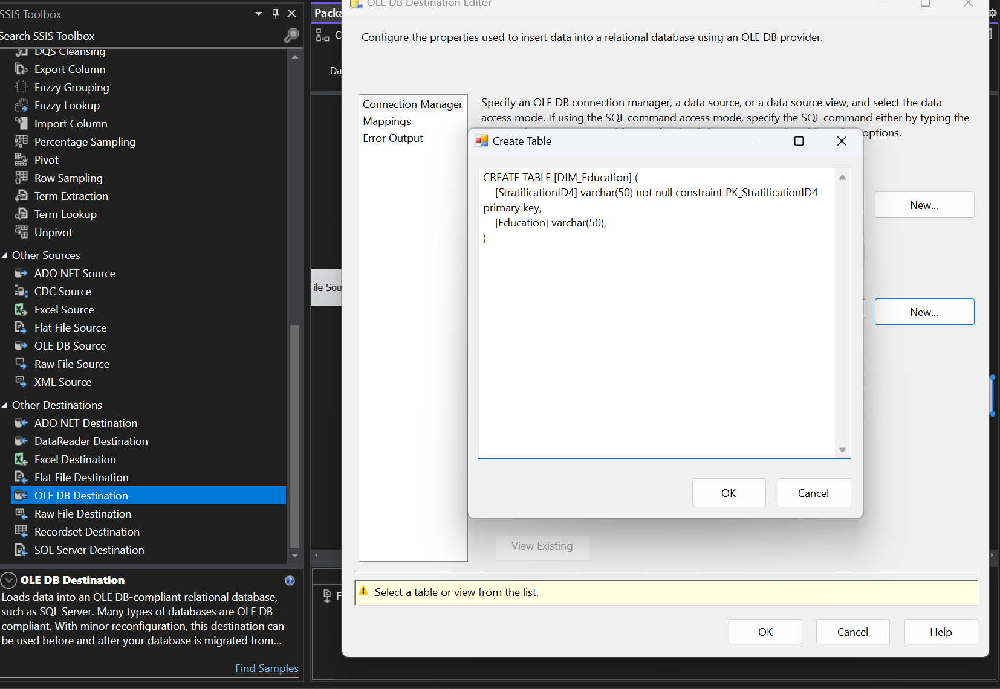 SSIS Toolbox
Search SSIS Toolbox
DQS Cleansing
Export Column
Fuzzy Grouping
Fuzzy Lookup
Import Column
Percentage Sampling
Pivot
Row Sampling
Term Extraction
Term Lookup
Unpivot
Other Sources
ADO NET Source
CDC Source
Excel Source
Flat File Source
OLE DB Source
Raw File Source
XML Source
Other Destinations
ADO NET Destination
DataReader Destination
Excel Destination
Flat File Destination
OLE DB Destination
Raw File Destination
Recordset Destination
SQL Server Destination
OLE DB Destination
Loads data into an OLE DB-compliant relational database,
such as SQL Server. Many types of databases are OLE DB-
compliant. With minor reconfiguration, this destination can
be used before and after your database is migrated from...
Find Samples
Packa
C
Da
File Sou
F
OLE DB Destination Editor
Configure the properties used to insert data into a relational database using an OLE DB provider.
Connection Manager
Mappings
Error Output
Specify an OLE DB connection manager, a data source, or a data source view, and select the data
access mode. If using the SQL command access mode, specify the SQL command either by typing the
options.
New...
New...
Create Table
CREATE TABLE [DIM_Education] (
[StratificationID4] varchar(50) not null constraint PK_StratificationID4
primary key,
[Education] varchar(50),
)
OK
Cancel
View Existing
Select a table or view from the list.
OK
Cancel
Help